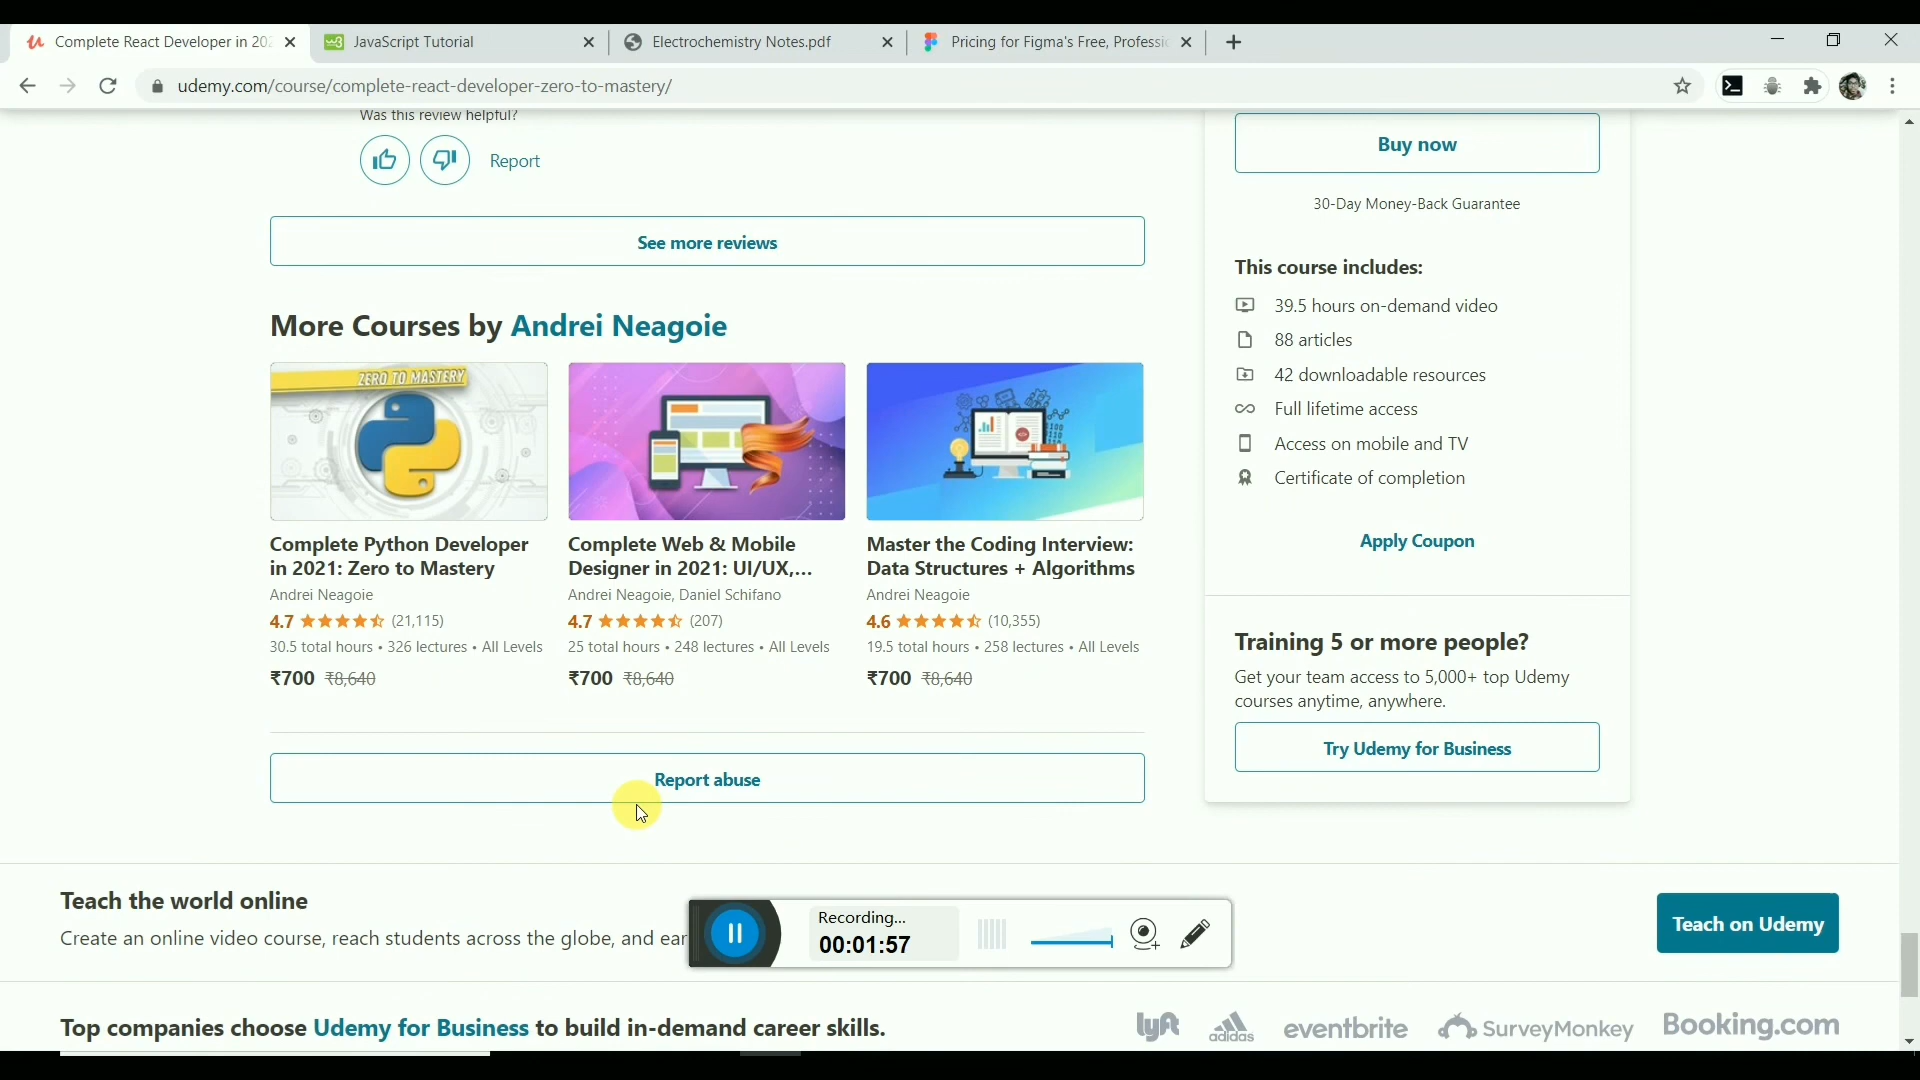 Complete React Developer in 202
JavaScript Tutorial
Electrochemistry Notes.pdf
Pricing for Figma's Free, Professio
udemy.com/course/complete-react-developer-zero-to-mastery/
Was this review helpful?
Report
See more reviews
More Courses by Andrei Neagoie
ZERO TO MASTERY
Complete Python Developer
in 2021: Zero to Mastery
Andrei Neagoie
4.7 (21,115)
30.5 total hours • 326 lectures • All Levels
₹700 ₹8,640
Complete Web & Mobile
Designer in 2021: UI/UX,...
Andrei Neagoie, Daniel Schifano
4.7 (207)
25 total hours • 248 lectures • All Levels
₹700 ₹8,640
Master the Coding Interview:
Data Structures + Algorithms
Andrei Neagoie
4.6 (10,355)
19.5 total hours • 258 lectures • All Levels
₹700 ₹8,640
Report abuse
Buy now
30-Day Money-Back Guarantee
This course includes:
39.5 hours on-demand video
88 articles
42 downloadable resources
Full lifetime access
Access on mobile and TV
Certificate of completion
Apply Coupon
Training 5 or more people?
Get your team access to 5,000+ top Udemy
courses anytime, anywhere.
Try Udemy for Business
Teach the world online
Create an online video course, reach students across the globe, and ear
Recording...
00:01:57
Teach on Udemy
Top companies choose Udemy for Business to build in-demand career skills.
lyft
adidas
eventbrite
SurveyMonkey
Booking.com